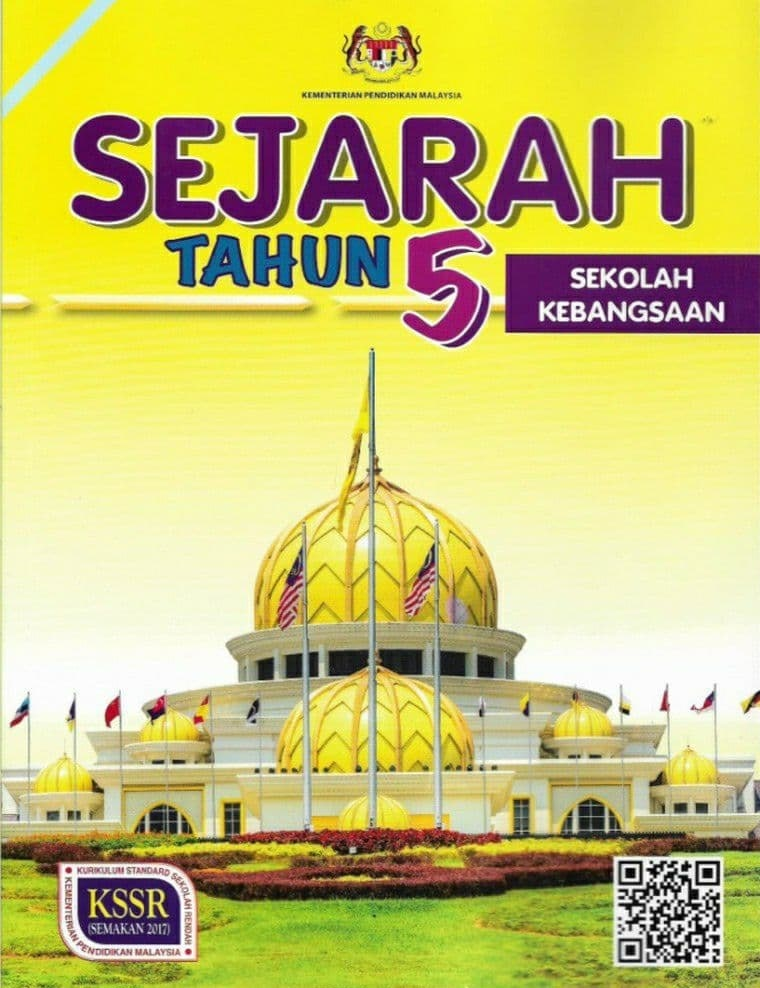 KEMENTERIAN PENDIDIKAN MALAYSIA
SEJARAH
TAHUN 5
SEKOLAH
KEBANGSAAN
KURIKULUM STANDARD SEKOLAH RENDAH
KSSR
(SEMAKAN 2017)
KEMENTERIAN PENDIDIKAN MALAYSIA